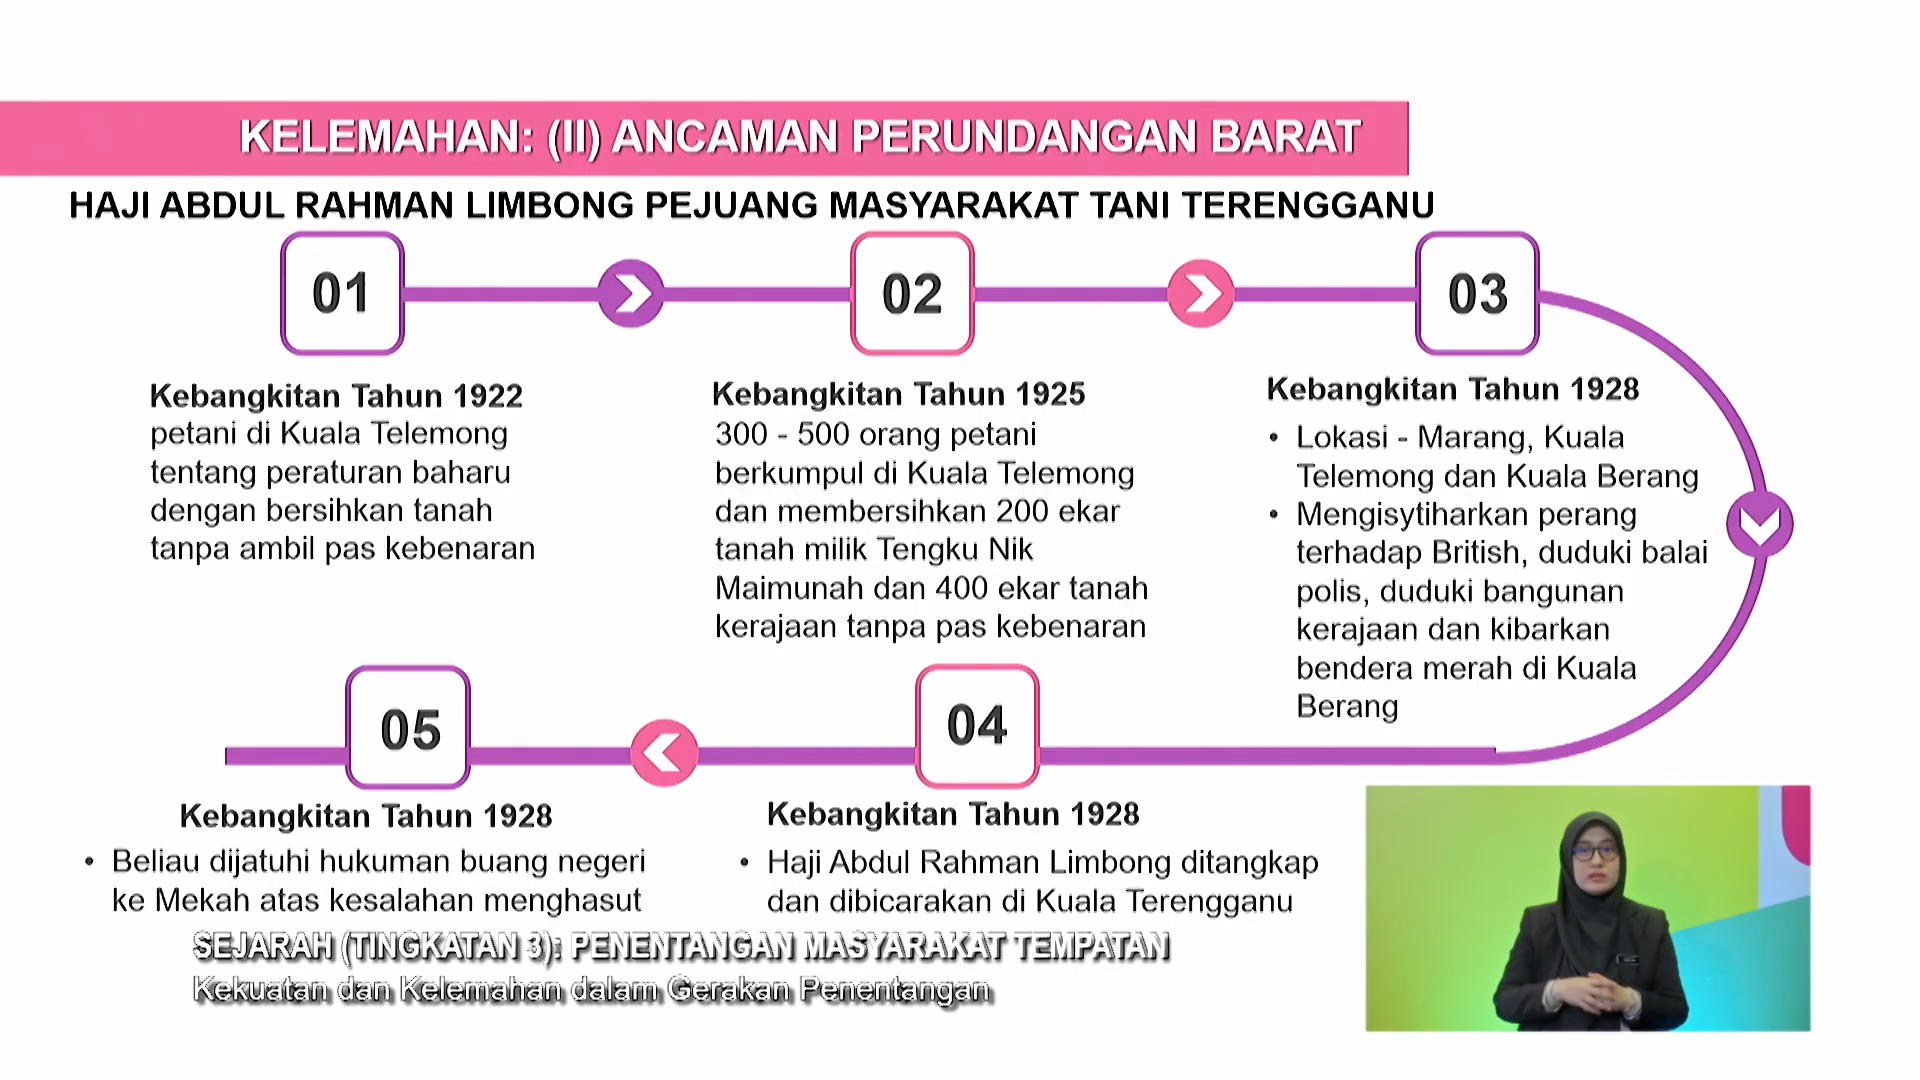 KELEMAHAN: (II) ANCAMAN PERUNDANGAN BARAT
HAJI ABDUL RAHMAN LIMBONG PEJUANG MASYARAKAT TANI TERENGGANU
01
Kebangkitan Tahun 1922
petani di Kuala Telemong
tentang peraturan baharu
dengan bersihkan tanah
tanpa ambil pas kebenaran
02
Kebangkitan Tahun 1925
300 - 500 orang petani
berkumpul di Kuala Telemong
dan membersihkan 200 ekar
tanah milik Tengku Nik
Maimunah dan 400 ekar tanah
kerajaan tanpa pas kebenaran
03
Kebangkitan Tahun 1928
• Lokasi - Marang, Kuala
Telemong dan Kuala Berang
• Mengisytiharkan perang
terhadap British, duduki balai
polis, duduki bangunan
kerajaan dan kibarkan
bendera merah di Kuala
Berang
04
Kebangkitan Tahun 1928
• Haji Abdul Rahman Limbong ditangkap
dan dibicarakan di Kuala Terengganu
05
Kebangkitan Tahun 1928
• Beliau dijatuhi hukuman buang negeri
ke Mekah atas kesalahan menghasut
SEJARAH (TINGKATAN 3): PENENTANGAN MASYARAKAT TEMPATAN
Kekuatan dan Kelemahan dalam Gerakan Penentangan